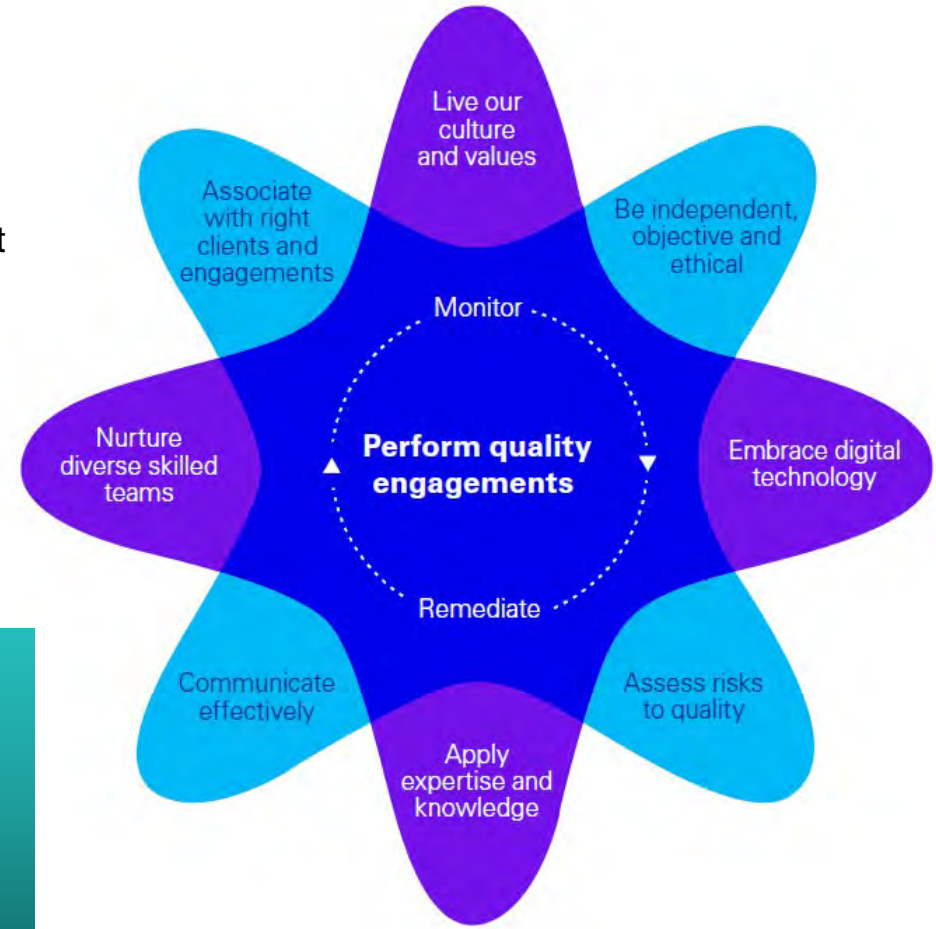 Live our
culture
and values
Be independent,
objective and
ethical
Embrace digital
technology
Assess risks
to quality
Apply
expertise and
knowledge
Communicate
effectively
Nurture
diverse skilled
teams
Associate
with right
clients and
engagements
Monitor
Perform quality
engagements
Remediate
t